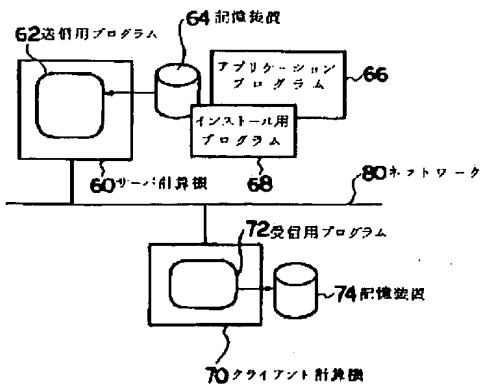 62送信用プログラム
64記憶装置
アプリケーション
プログラム
66
インストール用
プログラム
68
60サーバ計算機
80ネットワーク
72受信用プログラム
74記憶装置
70クライアント計算機